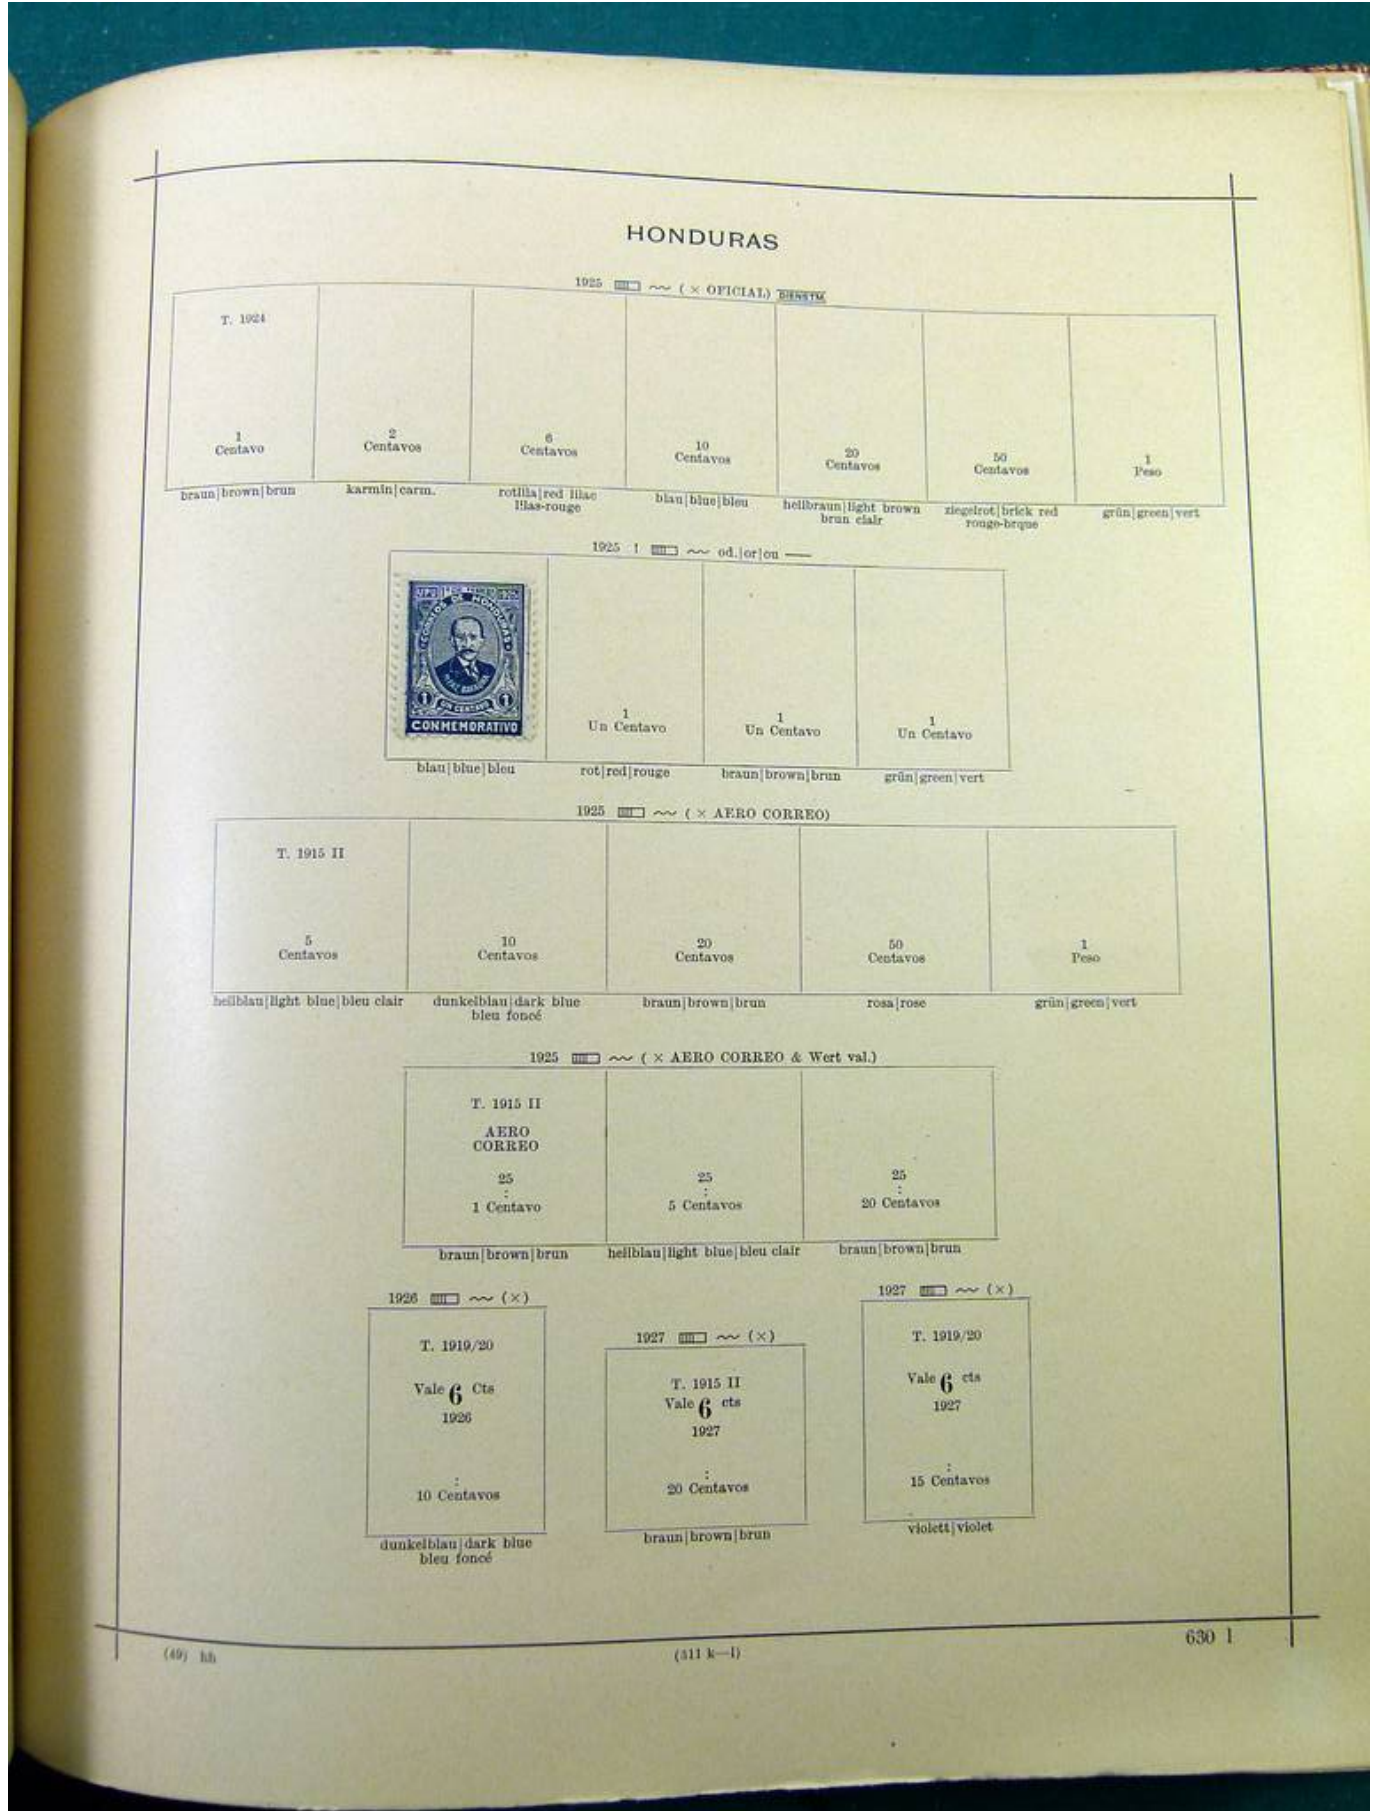 HONDURAS
1925 ( × OFICIAL) DIENSTM.
T. 1924
1
Centavo
2
Centavos
6
Centavos
10
Centavos
20
Centavos
50
Centavos
1
Peso
braun|brown|brun
karmin|carm.
rotlila|red lilac
lilas-rouge
blau|blue|bleu
hellbraun|light brown
brun clair
ziegelrot|brick red
rouge-brque
grün|green|vert
1925 ! od.|or|ou —
CORREOS DE HONDURAS
1 UN CENTAVO 1
CONMEMORATIVO
1
Un Centavo
1
Un Centavo
1
Un Centavo
blau|blue|bleu
rot|red|rouge
braun|brown|brun
grün|green|vert
1925 ( × AERO CORREO)
T. 1915 II
5
Centavos
10
Centavos
20
Centavos
50
Centavos
1
Peso
hellblau|light blue|bleu clair
dunkelblau|dark blue
bleu foncé
braun|brown|brun
rosa|rose
grün|green|vert
1925 ( × AERO CORREO & Wert val.)
T. 1915 II
AERO
CORREO
25
:
1 Centavo
25
:
5 Centavos
25
:
20 Centavos
braun|brown|brun
hellblau|light blue|bleu clair
braun|brown|brun
1926 (×)
T. 1919/20
Vale 6 Cts
1926
:
10 Centavos
dunkelblau|dark blue
bleu foncé
1927 (×)
T. 1915 II
Vale 6 cts
1927
:
20 Centavos
braun|brown|brun
1927 (×)
T. 1919/20
Vale 6 cts
1927
:
15 Centavos
violett|violet
(49) hh
(511 k—l)
630 l